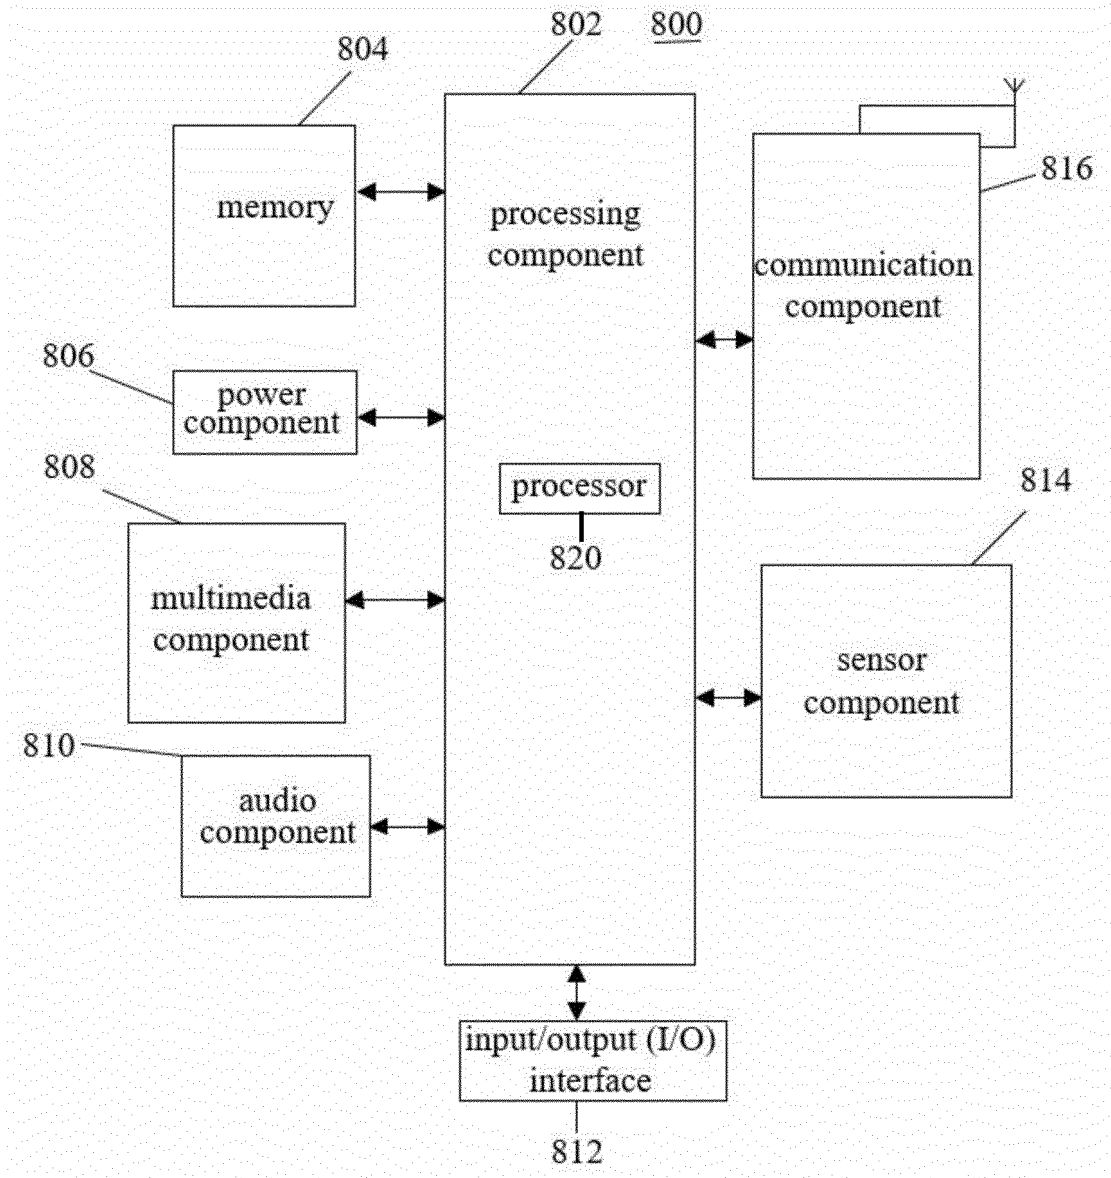 802
800
804
memory
processing
component
816
communication
component
806
power
component
808
processor
820
814
multimedia
component
sensor
component
810
audio
component
input/output (I/O)
interface
812